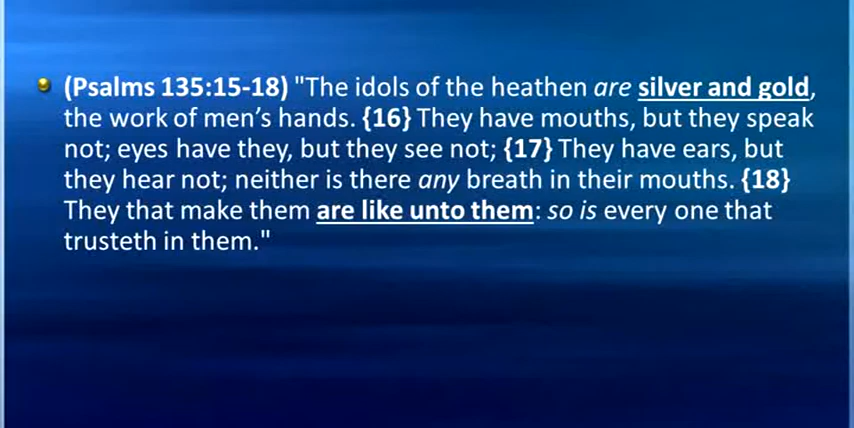 (Psalms 135:15-18) "The idols of the heathen are silver and gold,
the work of men's hands. {16} They have mouths, but they speak
not; eyes have they, but they see not; {17} They have ears, but
they hear not; neither is there any breath in their mouths. {18}
They that make them are like unto them: so is every one that
trusteth in them."